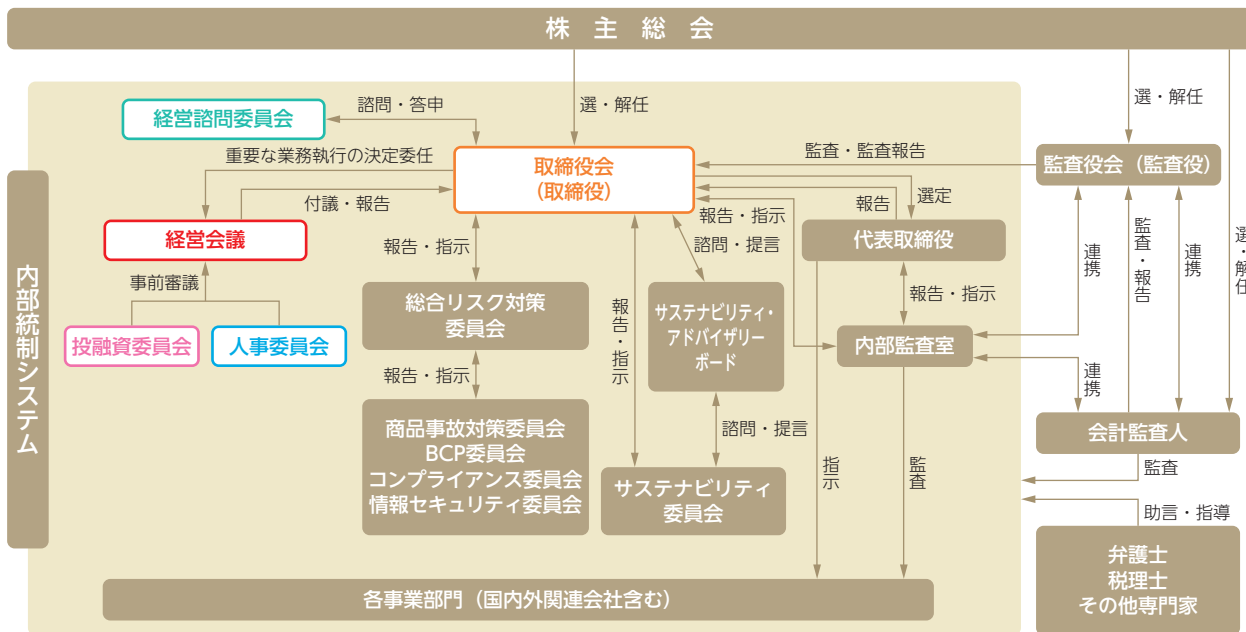 株主総会
諮問・答申
選・解任
選・解任
選・解任
経営諮問委員会
重要な業務執行の決定委任
取締役会
(取締役)
監査・監査報告
監査役会(監査役)
付議・報告
報告・指示
報告
選定
経営会議
報告・指示
諮問・提言
代表取締役
連携
監査・報告
連携
事前審議
総合リスク対策
委員会
報告・指示
サステナビリティ・
アドバイザリー
ボード
報告・指示
投融資委員会
人事委員会
内部監査室
内部統制システム
報告・指示
連携
商品事故対策委員会
BCP委員会
コンプライアンス委員会
情報セキュリティ委員会
諮問・提言
会計監査人
サステナビリティ
委員会
指示
監査
監査
助言・指導
弁護士
税理士
その他専門家
各事業部門(国内外関連会社含む)